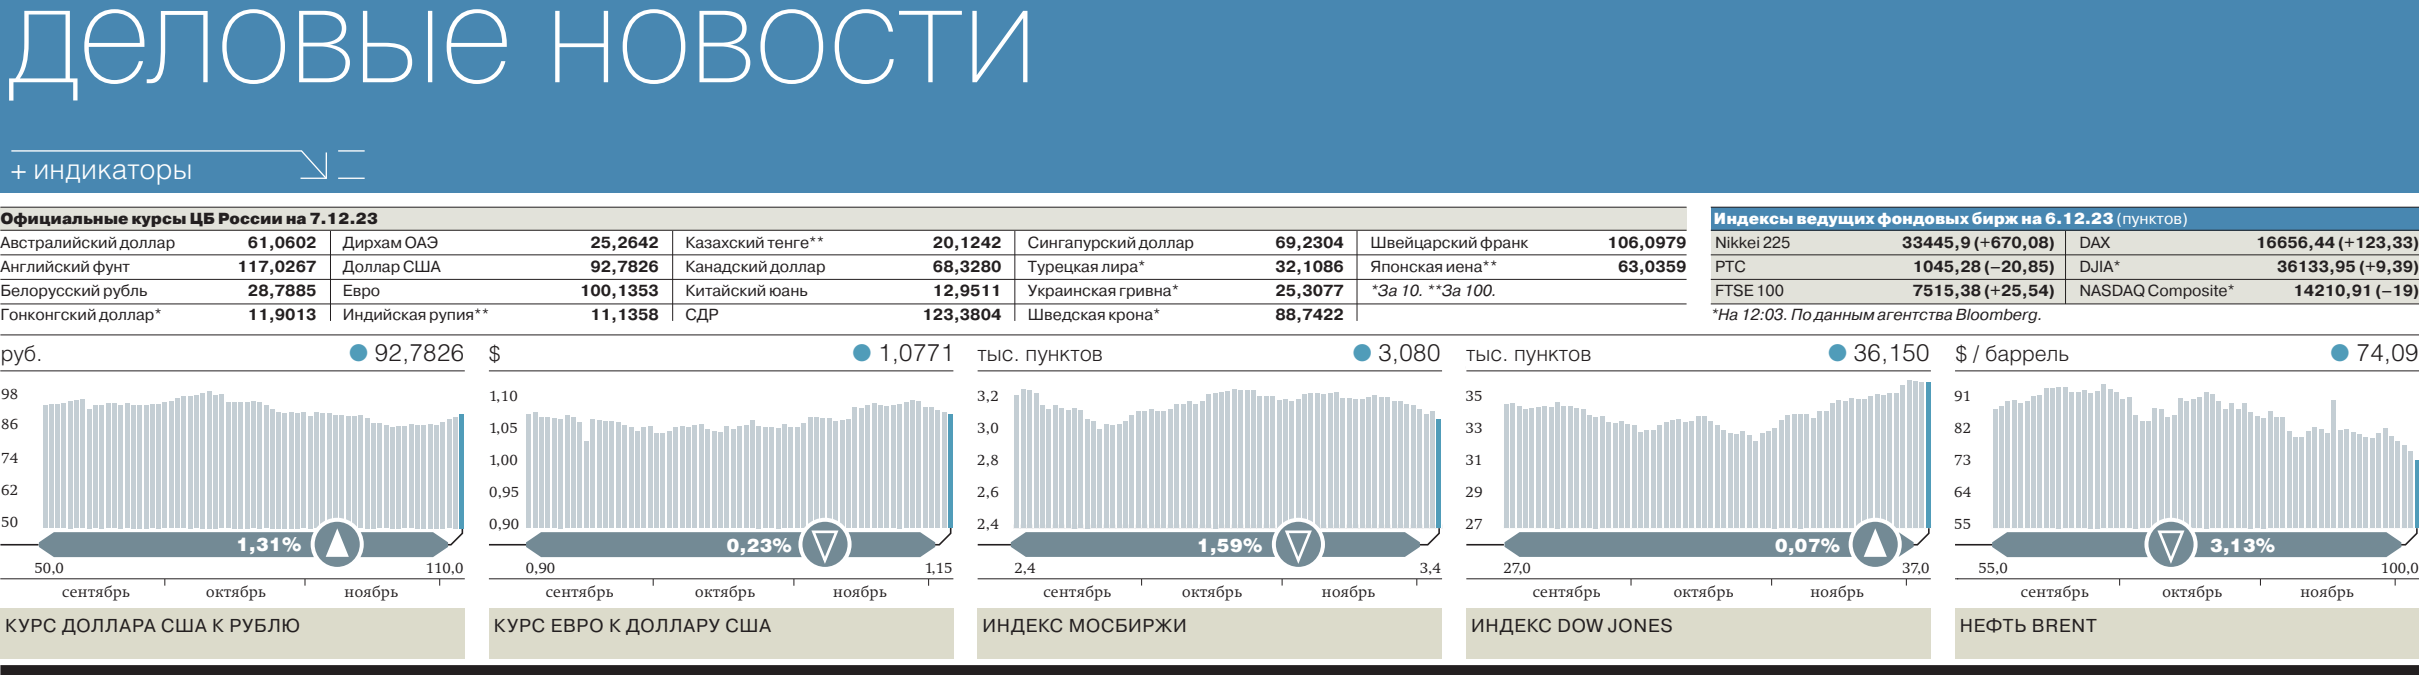 деловые новости
+ индикаторы
Официальные курсы ЦБ России на 7.12.23
Австралийский доллар 61,0602 Дирхам ОАЭ 25,2642 Казахский тенге** 20,1242 Сингапурский доллар 69,2304 Швейцарский франк 106,0979
Английский фунт 117,0267 Доллар США 92,7826 Канадский доллар 68,3280 Турецкая лира* 32,1086 Японская иена** 63,0359
Белорусский рубль 28,7885 Евро 100,1353 Китайский юань 12,9511 Украинская гривна* 25,3077 *За 10. **За 100.
Гонконгский доллар* 11,9013 Индийская рупия** 11,1358 СДР 123,3804 Шведская крона* 88,7422
Индексы ведущих фондовых бирж на 6.12.23 (пунктов)
Nikkei 225 33445,9 (+670,08) DAX 16656,44 (+123,33)
РТС 1045,28 (–20,85) DJIA* 36133,95 (+9,39)
FTSE 100 7515,38 (+25,54) NASDAQ Composite* 14210,91 (–19)
*На 12:03. По данным агентства Bloomberg.
руб. 92,7826
98
86
74
62
50
1,31%
50,0 110,0
сентябрь октябрь ноябрь
КУРС ДОЛЛАРА США К РУБЛЮ
$ 1,0771
1,10
1,05
1,00
0,95
0,90
0,23%
0,90 1,15
сентябрь октябрь ноябрь
КУРС ЕВРО К ДОЛЛАРУ США
тыс. пунктов 3,080
3,2
3,0
2,8
2,6
2,4
1,59%
2,4 3,4
сентябрь октябрь ноябрь
ИНДЕКС МОСБИРЖИ
тыс. пунктов 36,150
35
33
31
29
27
0,07%
27,0 37,0
сентябрь октябрь ноябрь
ИНДЕКС DOW JONES
$ / баррель 74,09
91
82
73
64
55
3,13%
55,0 100,0
сентябрь октябрь ноябрь
НЕФТЬ BRENT